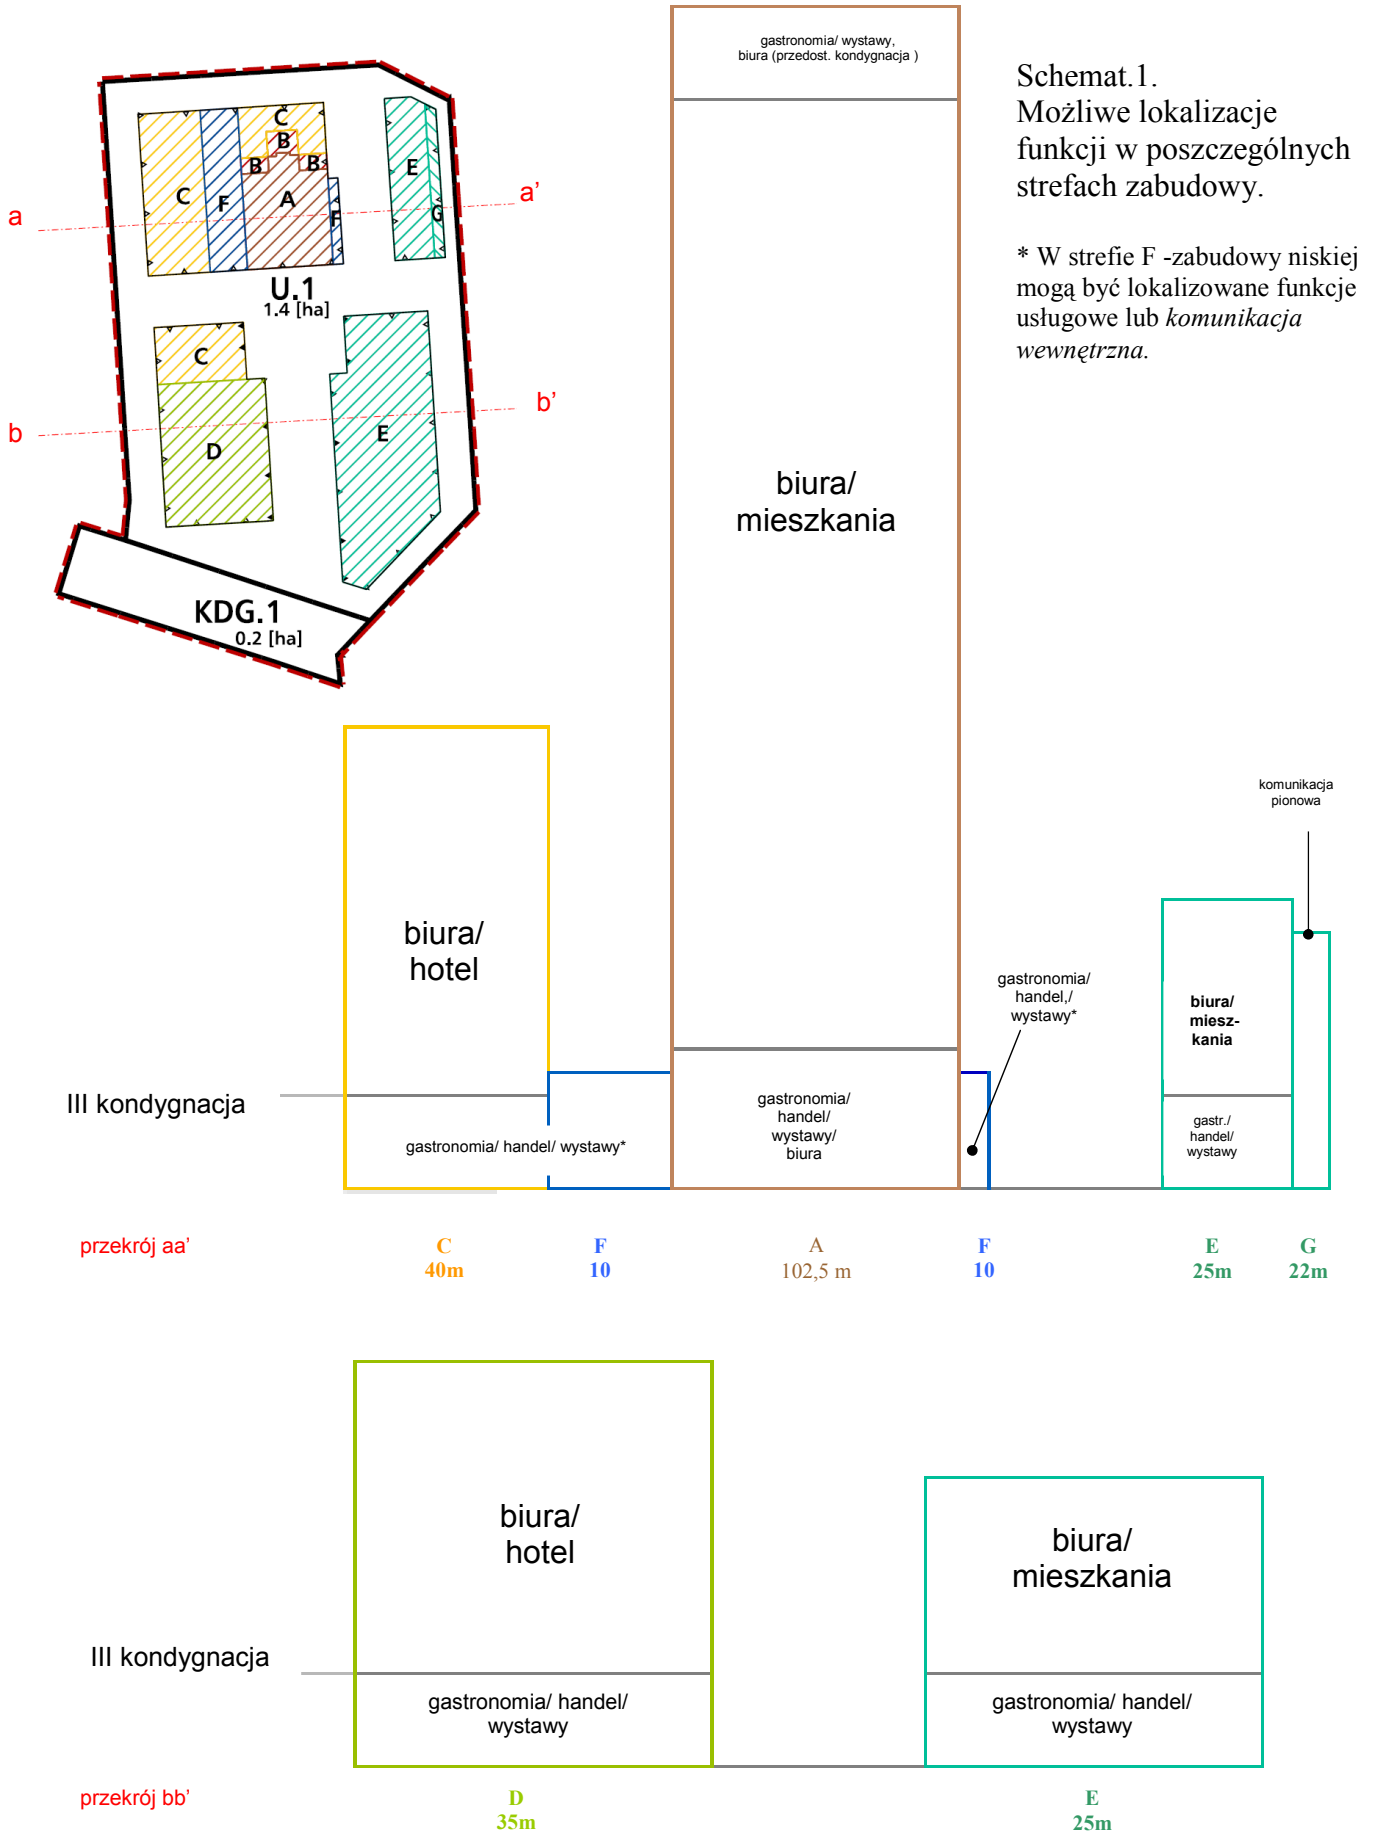 gastronomia/ wystawy,
biura (przedost. kondygnacja )
Schemat.1.
Możliwe lokalizacje
funkcji w poszczególnych
strefach zabudowy.
* W strefie F -zabudowy niskiej
mogą być lokalizowane funkcje
usługowe lub komunikacja
wewnętrzna.
C
B
B
B
E
C
F
A
F
G
a
a’
U.1
1.4 [ha]
C
b
b’
D
E
KDG.1
0.2 [ha]
biura/
mieszkania
komunikacja
pionowa
biura/
hotel
gastronomia/
handel,/
wystawy*
biura/
miesz-
kania
III kondygnacja
gastronomia/ handel/ wystawy*
gastronomia/
handel/
wystawy/
biura
gastr./
handel/
wystawy
przekrój aa’
C
40m
F
10
A
102,5 m
F
10
E
25m
G
22m
biura/
hotel
biura/
mieszkania
III kondygnacja
gastronomia/ handel/
wystawy
gastronomia/ handel/
wystawy
przekrój bb’
D
35m
E
25m